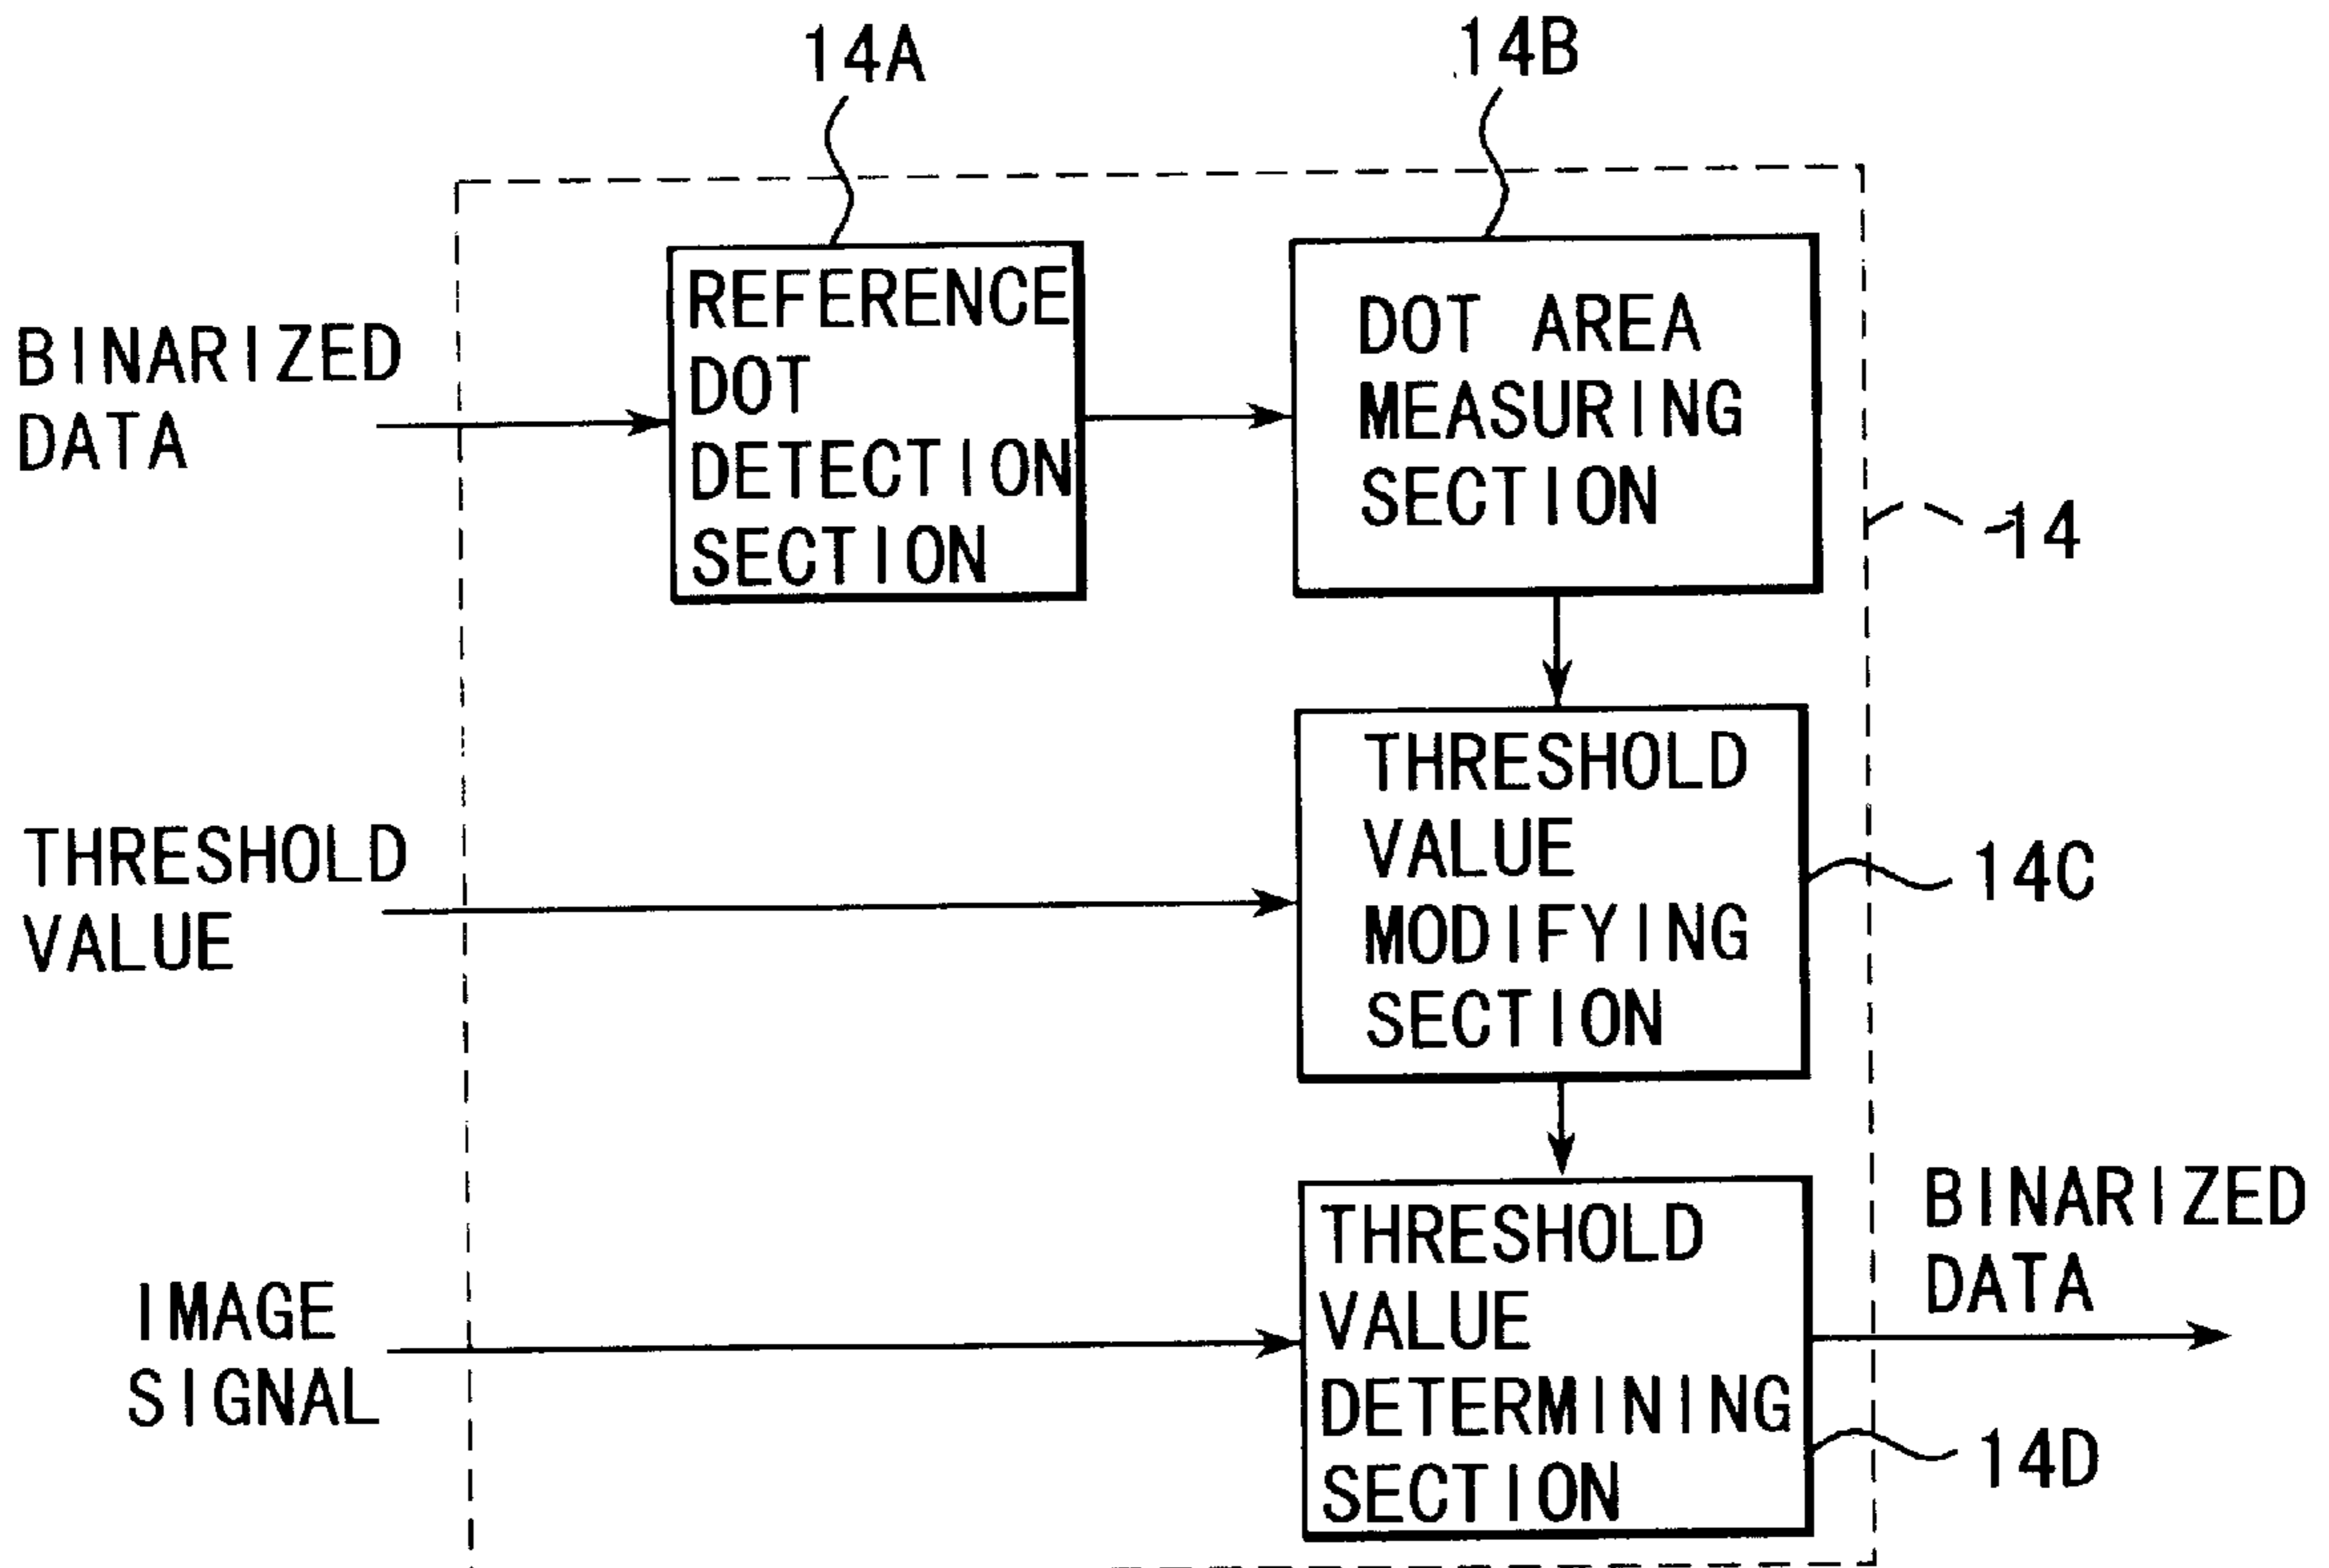 14A
14B
REFERENCE
DOT
DETECTION
SECTION
DOT AREA
MEASURING
SECTION
BINARIZED
DATA
14
THRESHOLD
VALUE
MODIFYING
SECTION
THRESHOLD
VALUE
14C
THRESHOLD
VALUE
DETERMINING
SECTION
IMAGE
SIGNAL
BINARIZED
DATA
14D